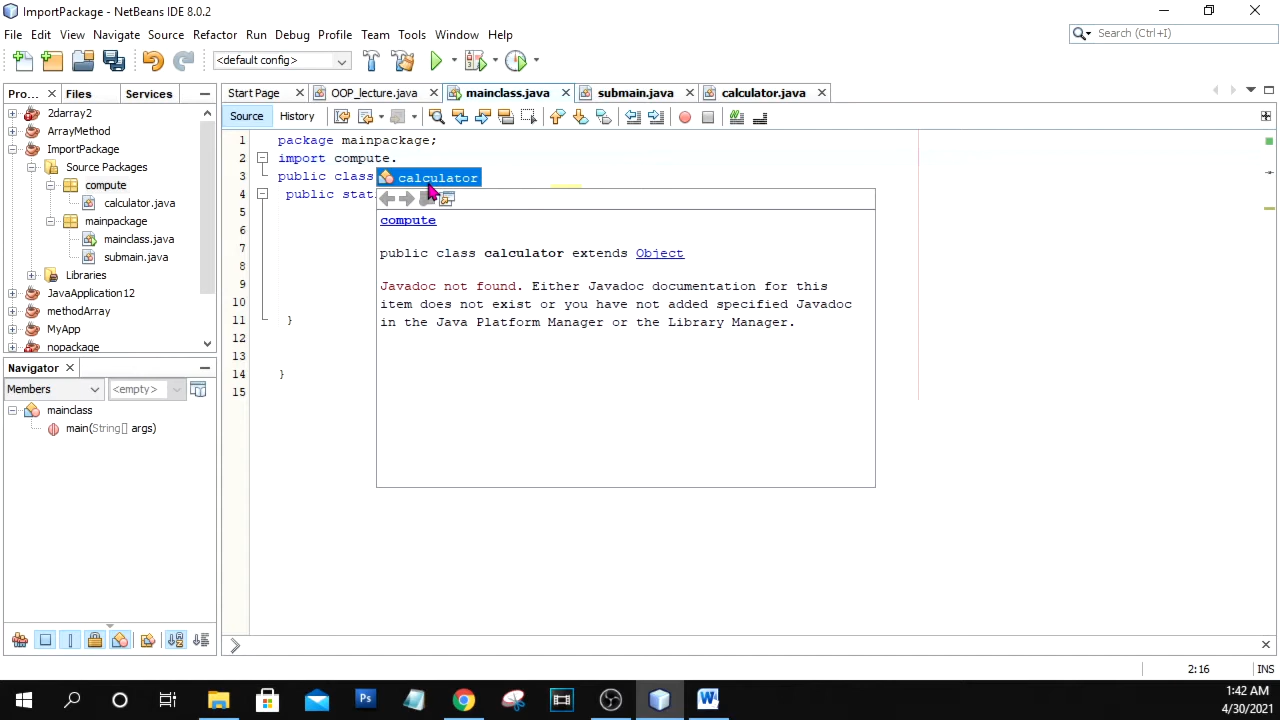 ImportPackage - NetBeans IDE 8.0.2
File Edit View Navigate Source Refactor Run Debug Profile Team Tools Window Help
Search (Ctrl+I)
<default config>
Pro... Files Services
Start Page OOP_lecture.java mainclass.java submain.java calculator.java
Source History
2darray2
ArrayMethod
ImportPackage
Source Packages
compute
calculator.java
mainpackage
mainclass.java
submain.java
Libraries
JavaApplication12
methodArray
MyApp
nopackage
1 package mainpackage;
2 import compute.
3 public class
calculator
4 public stat
5
compute
6
7
public class calculator extends Object
8
9
Javadoc not found. Either Javadoc documentation for this
10
item does not exist or you have not added specified Javadoc
11 }
in the Java Platform Manager or the Library Manager.
12
13
14 }
15
Navigator
Members <empty>
mainclass
main(String[] args)
2:16 INS
1:42 AM
4/30/2021